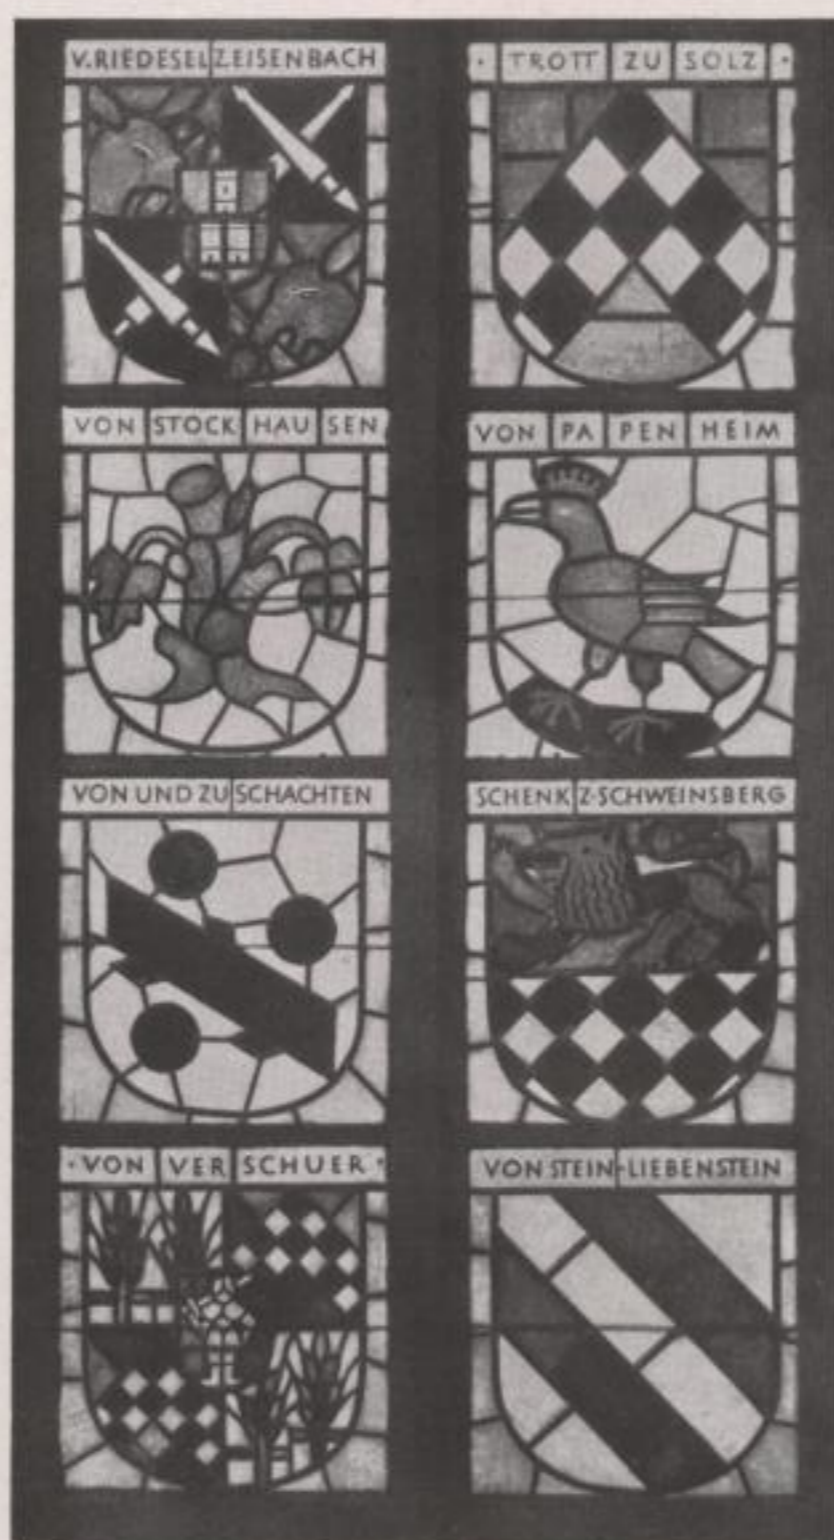 V. RIEDESEL Z. EISENBACH
· TROTT ZU SOLZ ·
VON STOCK HAU SEN
VON PA PEN HEIM
VON UND ZU SCHACHTEN
SCHENK Z · SCHWEINSBERG
· VON VER SCHUER ·
VON STEIN - LIEBENSTEIN